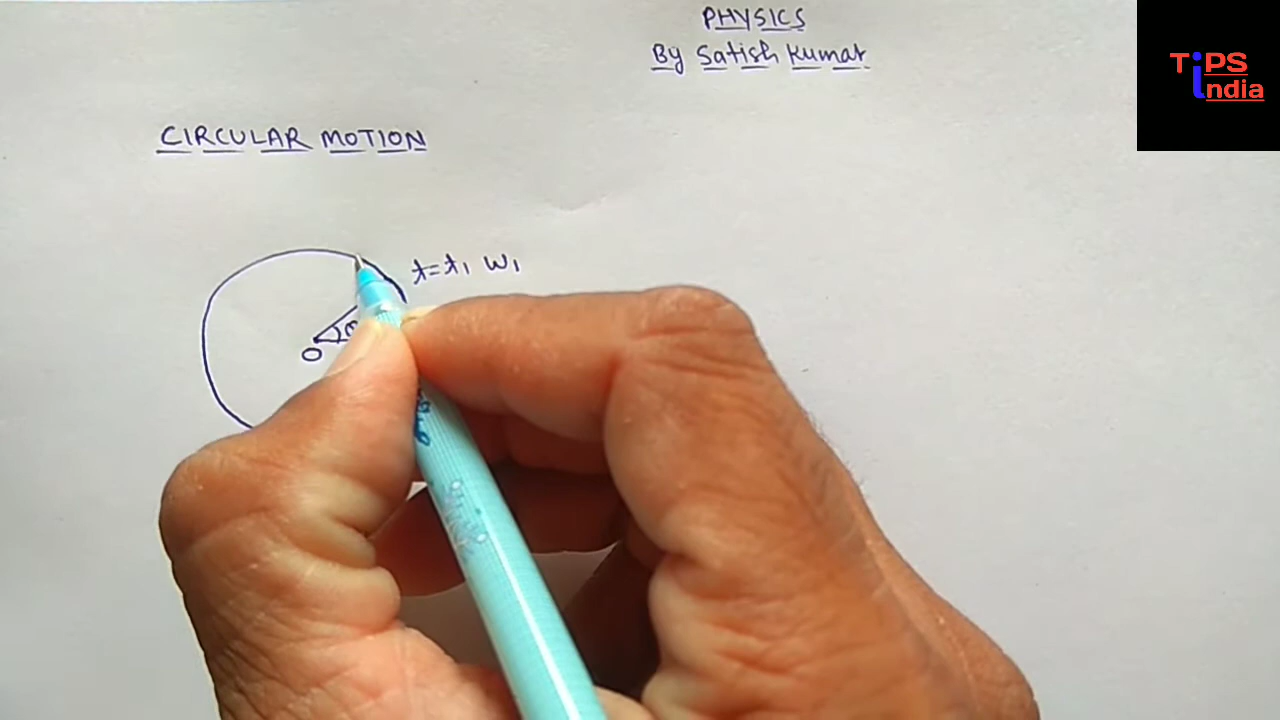 PHYSICS
By Satish Kumar
TiPS
india
CIRCULAR MOTION
t=t₁ ω₁
O